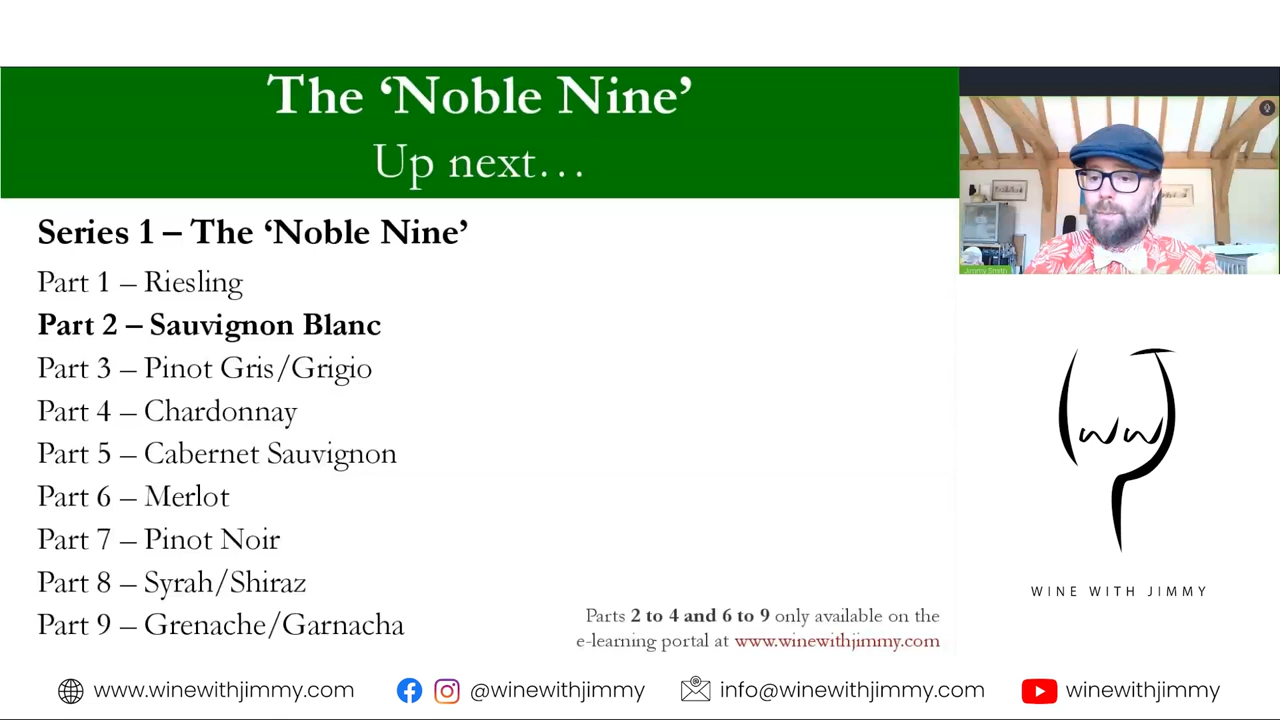 The ‘Noble Nine’
Up next…
Series 1 – The ‘Noble Nine’
Part 1 – Riesling
Part 2 – Sauvignon Blanc
Part 3 – Pinot Gris/Grigio
Part 4 – Chardonnay
Part 5 – Cabernet Sauvignon
Part 6 – Merlot
Part 7 – Pinot Noir
Part 8 – Syrah/Shiraz
Part 9 – Grenache/Garnacha
Parts 2 to 4 and 6 to 9 only available on the
e-learning portal at www.winewithjimmy.com
Jimmy Smith
ww
WINE WITH JIMMY
www.winewithjimmy.com
@winewithjimmy
info@winewithjimmy.com
winewithjimmy